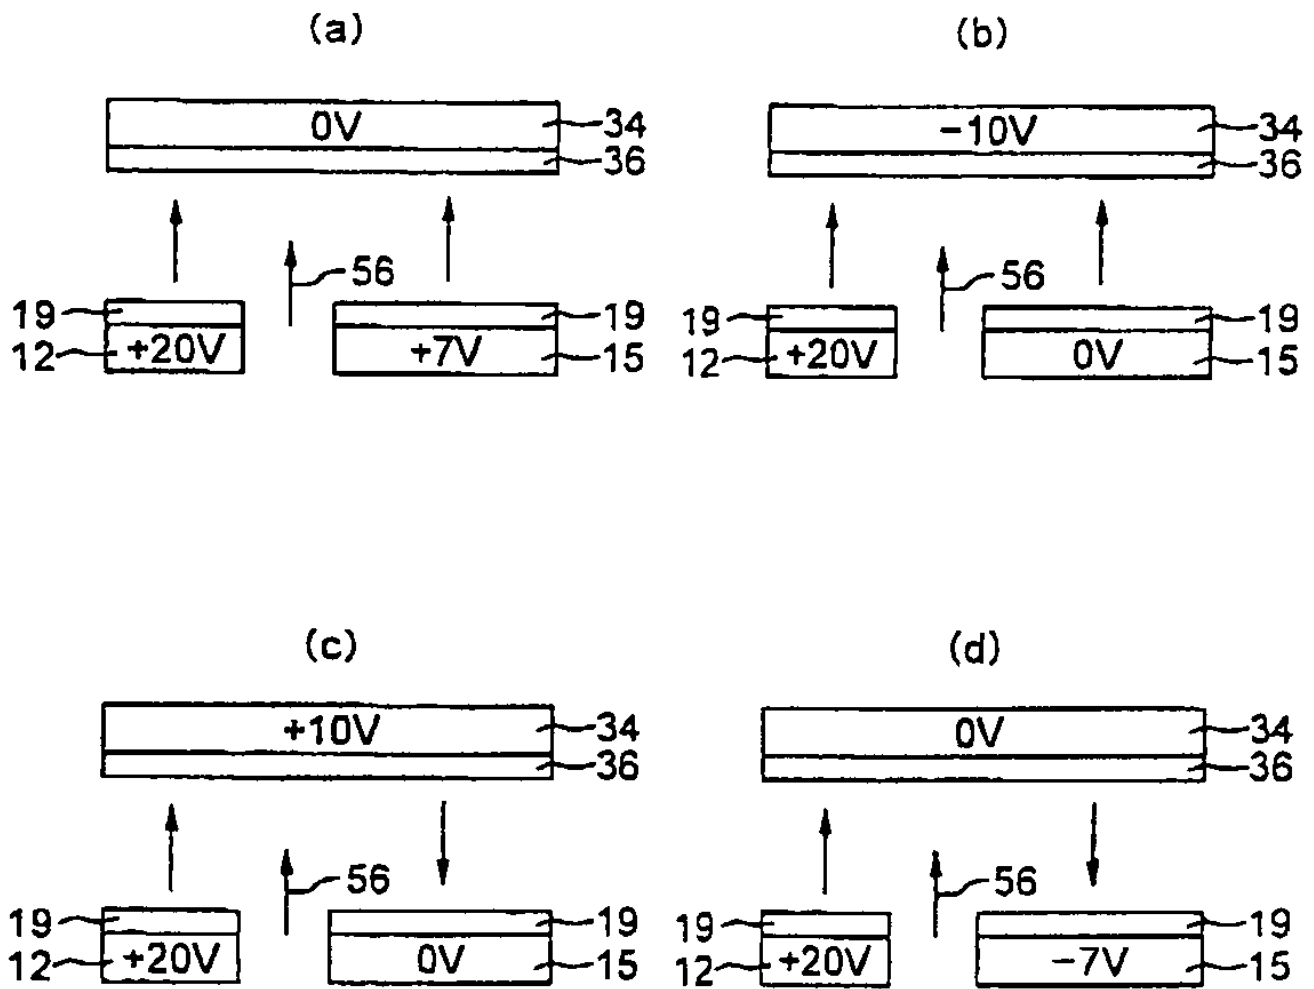 (a) (b)
0V 34 -10V 34
36 36
56 56
19 19 19 19
12 +20V +7V 15 12 +20V 0V 15
(c) (d)
+10V 34 0V 34
36 36
56 56
19 19 19 19
12 +20V 0V 15 12 +20V -7V 15